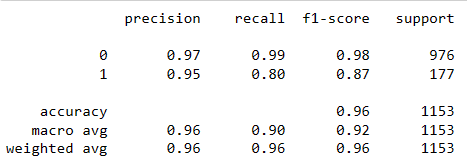 precision recall f1-score support
0 0.97 0.99 0.98 976
1 0.95 0.80 0.87 177
accuracy 0.96 1153
macro avg 0.96 0.90 0.92 1153
weighted avg 0.96 0.96 0.96 1153